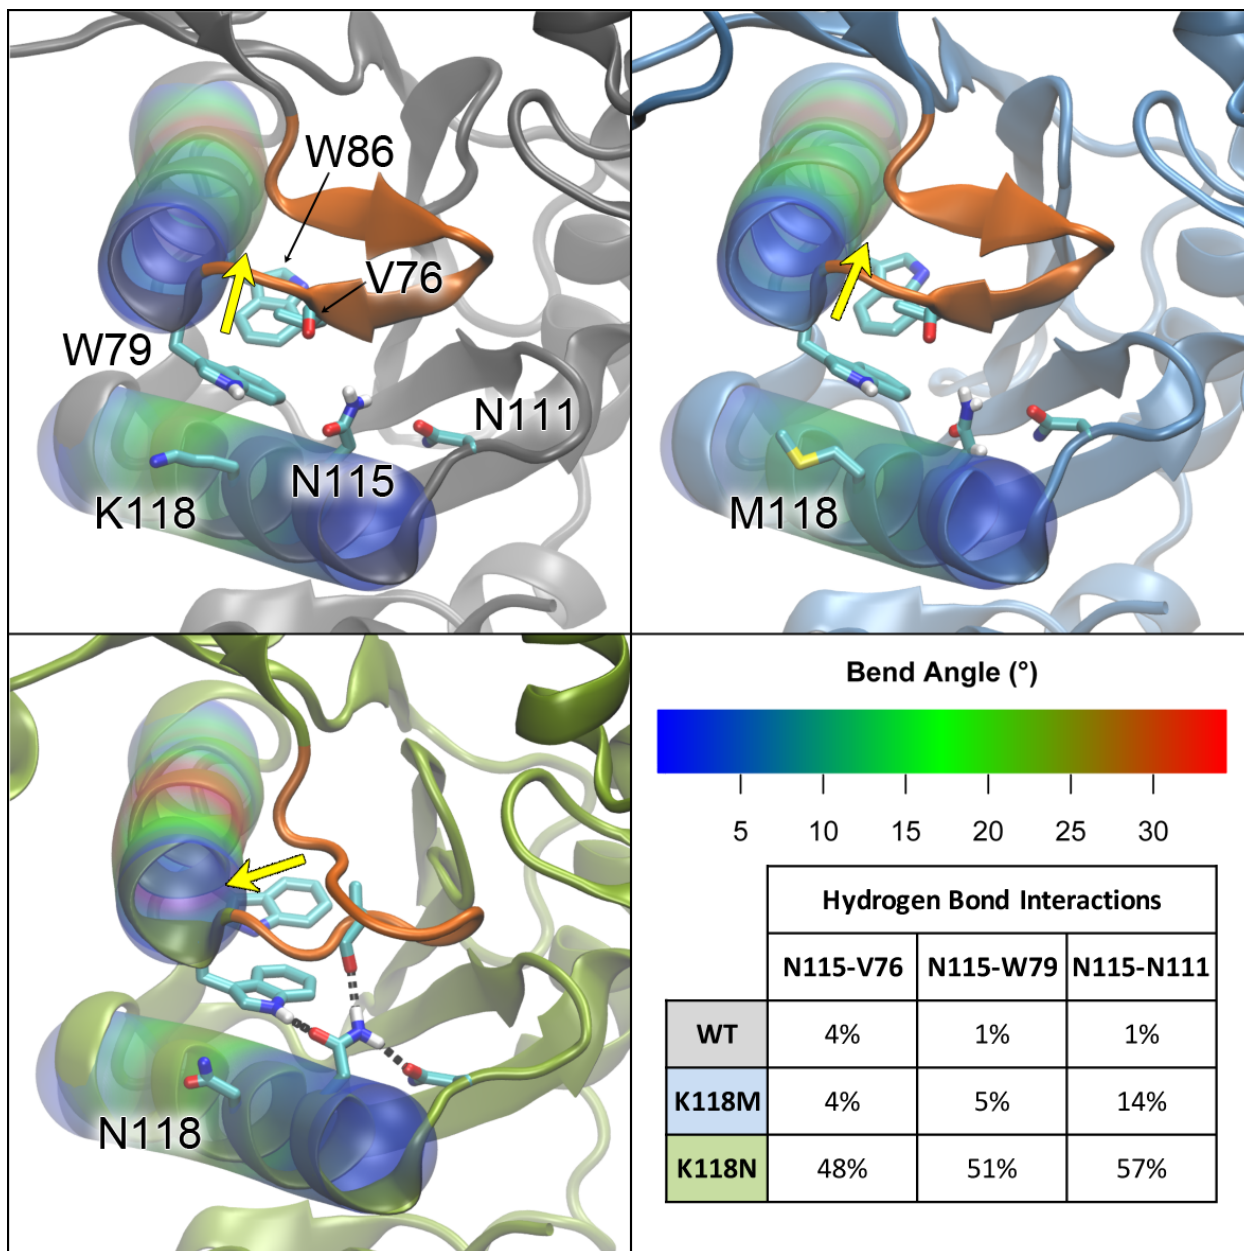 W86
V76
W79
N111
N115
K118
M118
N118
Bend Angle (°)
5 10 15 20 25 30
Hydrogen Bond Interactions
N115-V76 N115-W79 N115-N111
WT 4% 1% 1%
K118M 4% 5% 14%
K118N 48% 51% 57%